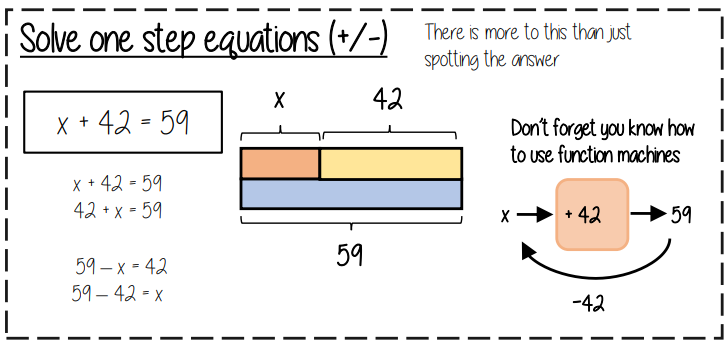 Solve one step equations (+/-)
There is more to this than just
spotting the answer
x + 42 = 59
x + 42 = 59
42 + x = 59
59 – x = 42
59 – 42 = x
x 42
59
Don't forget you know how
to use function machines
x + 42 59
-42